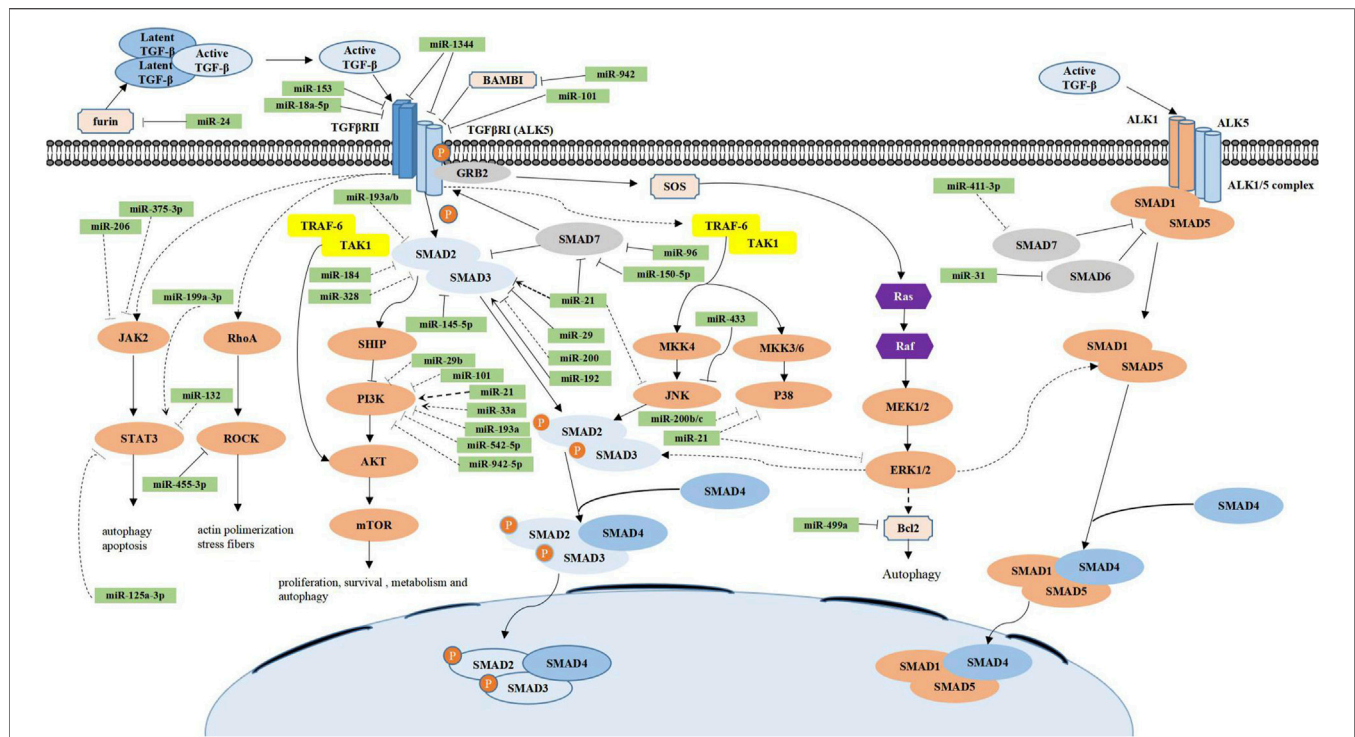 Latent
TGF-β
Latent
TGF-β
Active
TGF-β
Active
TGF-β
miR-1344
BAMBI
miR-942
miR-101
miR-153
miR-18a-5p
furin
miR-24
TGFβRII
TGFβRI (ALK5)
P
GRB2
SOS
Active
TGF-β
ALK1
ALK5
ALK1/5 complex
SMAD1
SMAD5
miR-411-3p
SMAD7
miR-31
SMAD6
miR-375-3p
miR-206
miR-193a/b
P
TRAF-6
TAK1
SMAD2
SMAD3
SMAD7
miR-96
miR-150-5p
TRAF-6
TAK1
miR-184
miR-328
miR-21
miR-199a-3p
miR-145-5p
miR-29
miR-200
miR-192
miR-433
Ras
Raf
JAK2
RhoA
SHIP
MKK4
MKK3/6
SMAD1
SMAD5
miR-29b
miR-101
miR-21
miR-33a
miR-193a
miR-542-5p
miR-942-5p
PI3K
JNK
P38
MEK1/2
miR-132
miR-200b/c
miR-21
STAT3
ROCK
P
SMAD2
P
SMAD3
AKT
ERK1/2
miR-455-3p
SMAD4
SMAD4
mTOR
miR-499a
Bcl2
autophagy
apoptosis
actin polimerization
stress fibers
P
SMAD2
SMAD4
P
SMAD3
Autophagy
SMAD1
SMAD4
SMAD5
proliferation, survival , metabolism and
autophagy
miR-125a-3p
P
SMAD2
SMAD4
P
SMAD3
SMAD1
SMAD4
SMAD5